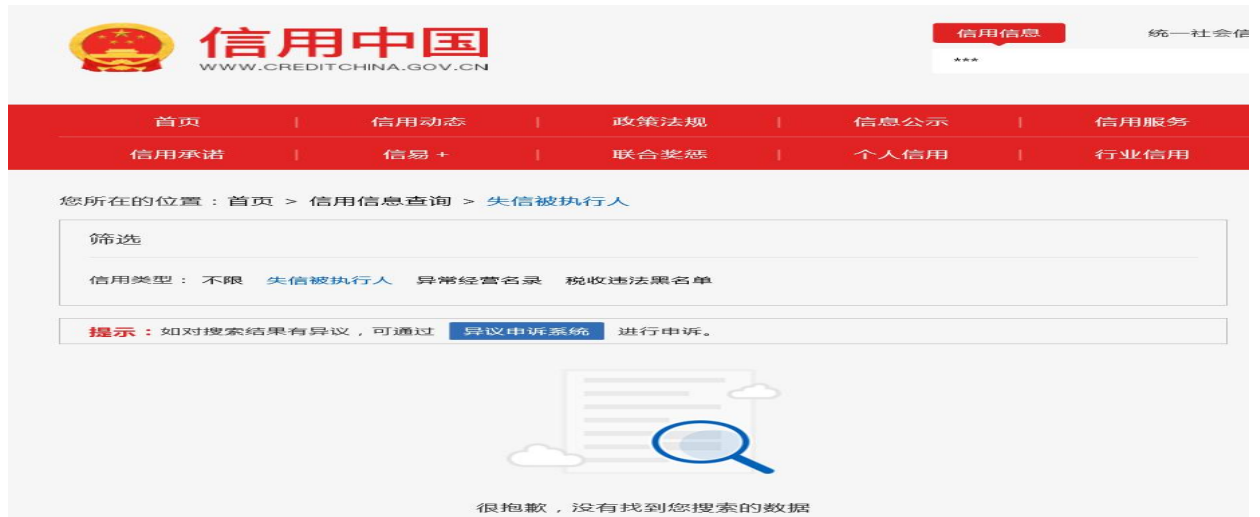 信用中国
WWW.CREDITCHINA.GOV.CN
信用信息 统一社会信
***
首页 | 信用动态 | 政策法规 | 信息公示 | 信用服务
信用承诺 | 信易+ | 联合奖惩 | 个人信用 | 行业信用
您所在的位置：首页 > 信用信息查询 > 失信被执行人
筛选
信用类型： 不限 失信被执行人 异常经营名录 税收违法黑名单
提示：如对搜索结果有异议，可通过 异议申诉系统 进行申诉。
很抱歉，没有找到您搜索的数据